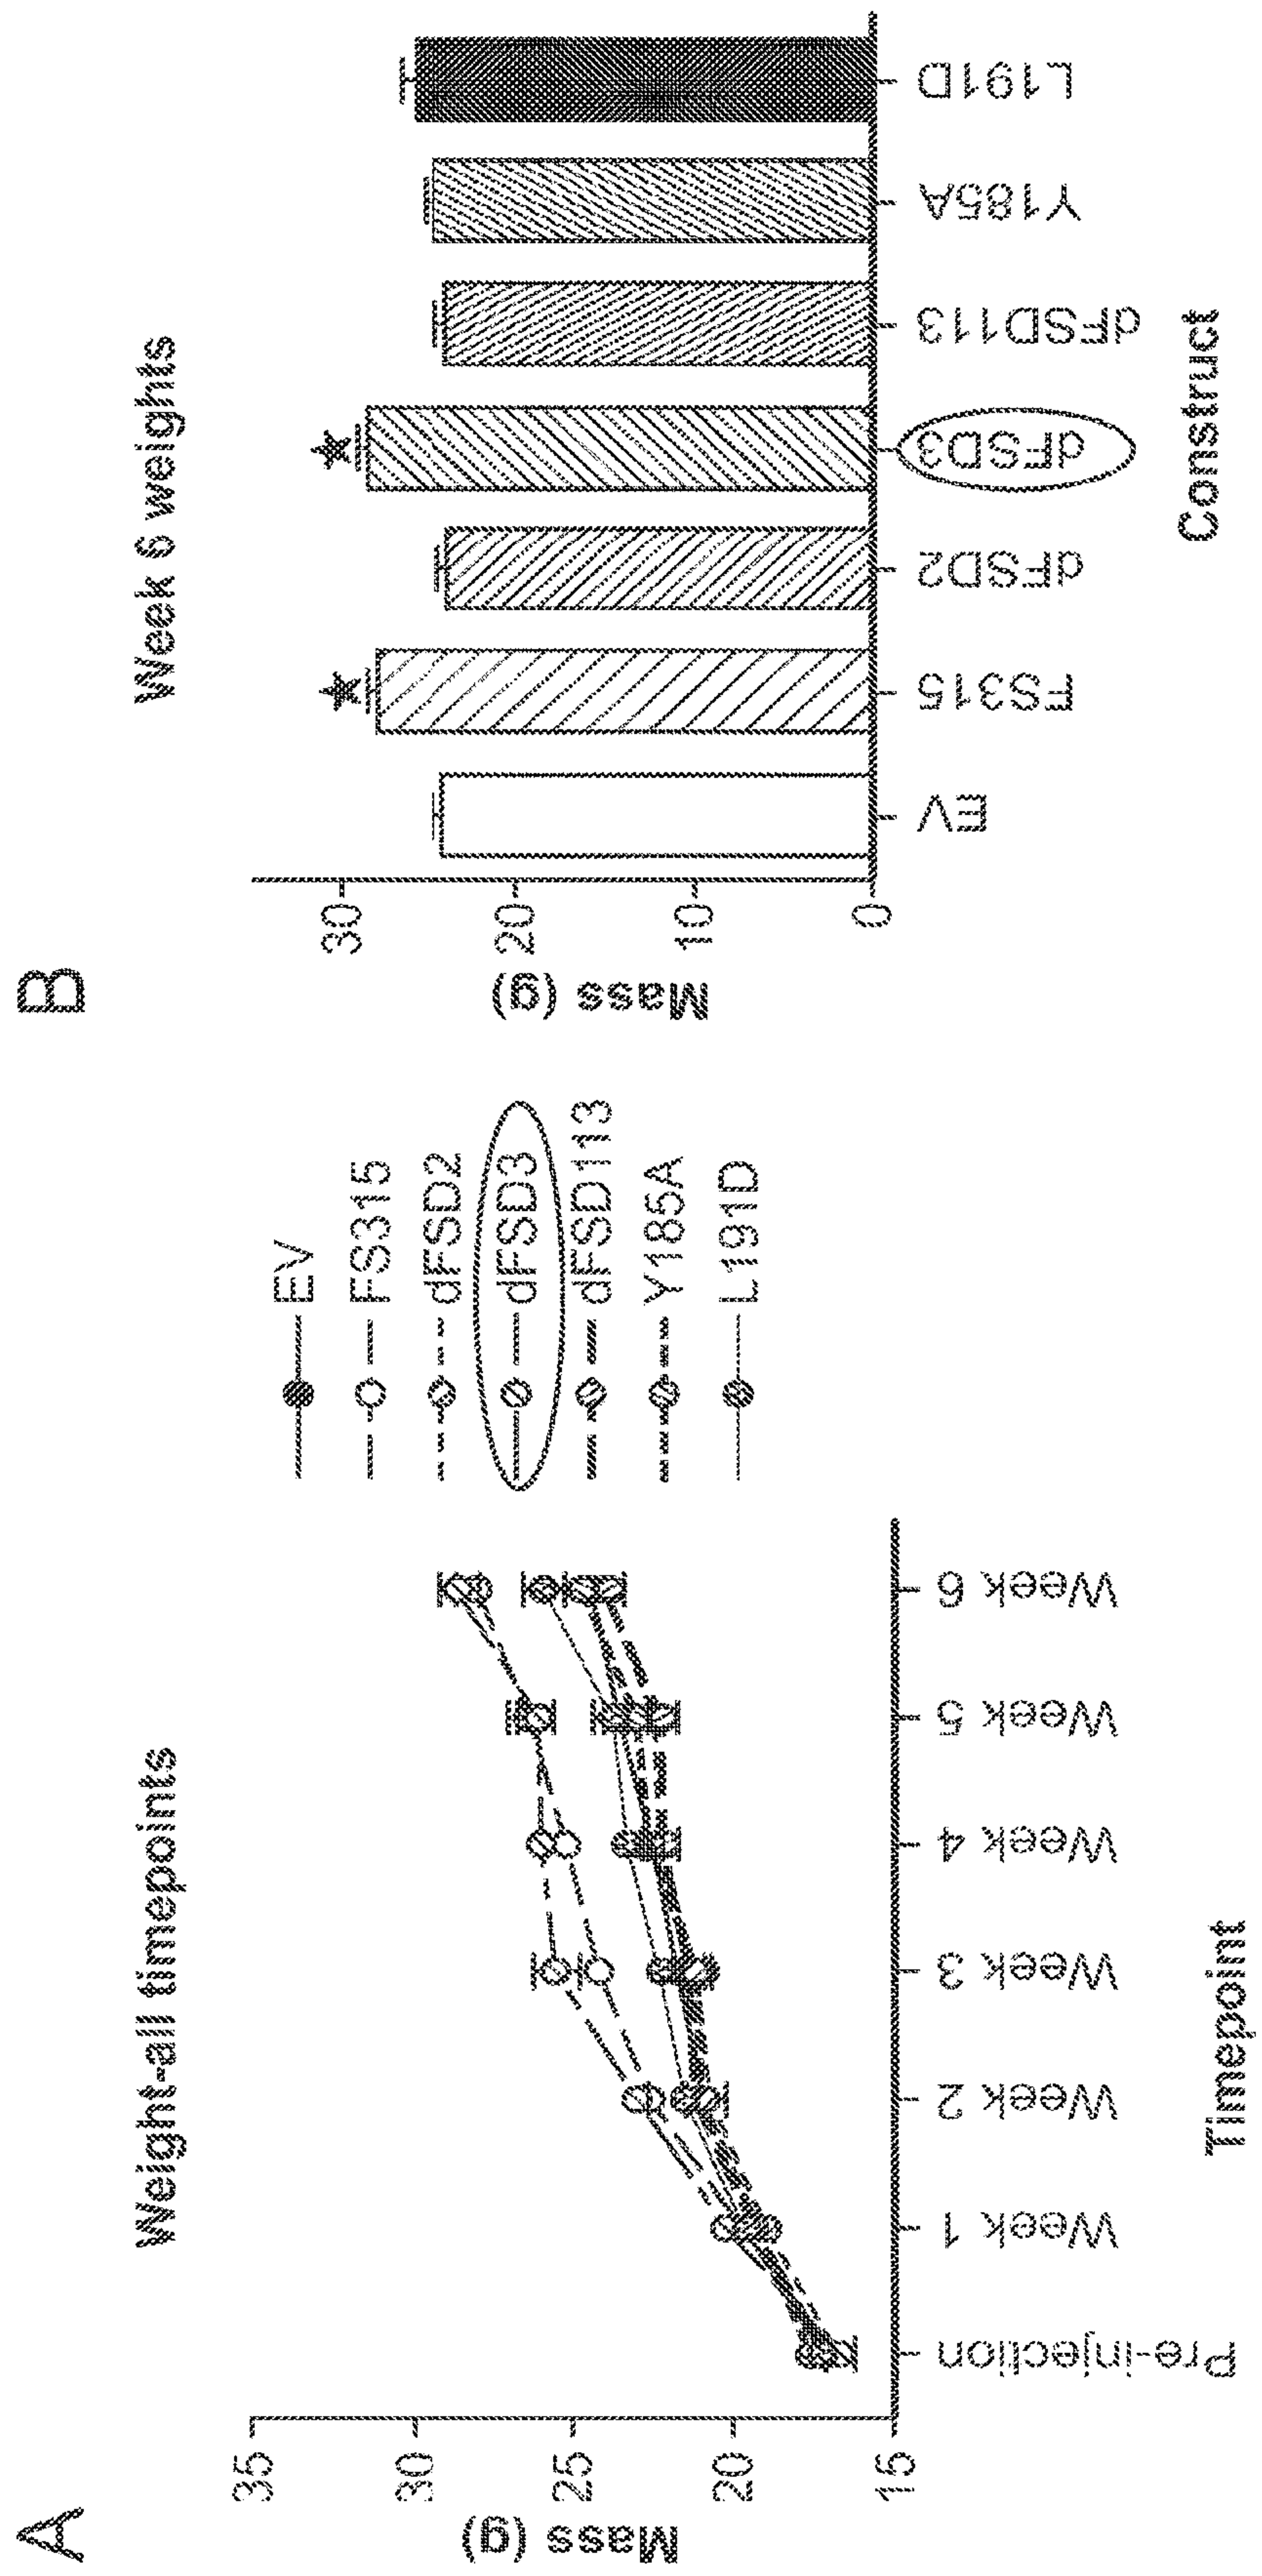 A
Weight-all timepoints
Mass (g)
35
30
25
20
15
Pre-injection
Week 1
Week 2
Week 3
Week 4
Week 5
Week 6
Timepoint
EV
FS315
dFSD2
dFSD3
dFSD113
Y185A
L191D
B
Week 6 weights
Mass (g)
30
20
10
0
EV
FS315
dFSD2
dFSD3
dFSD113
Y185A
L191D
Construct